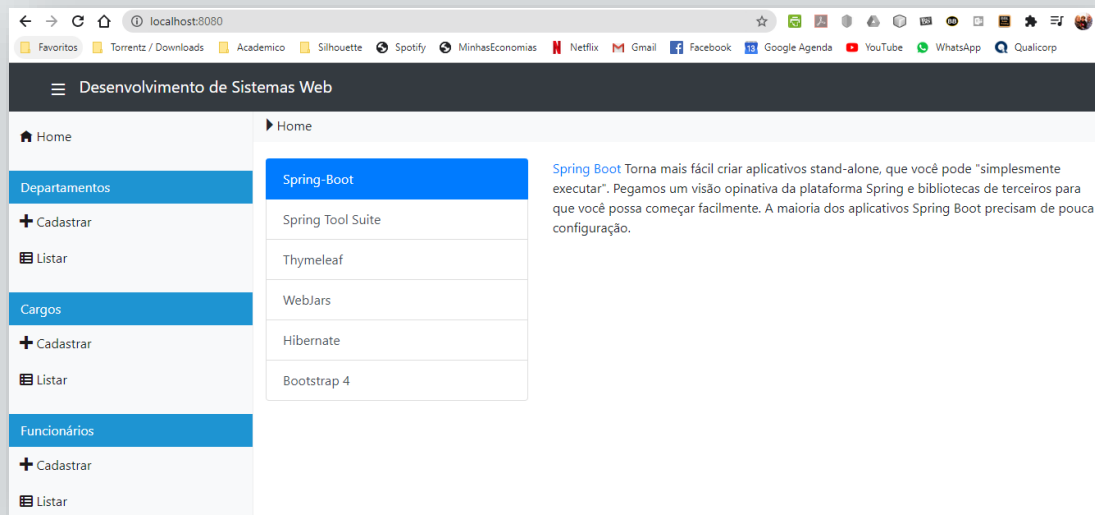 localhost:8080
Favoritos Torrentz / Downloads Academico Silhouette Spotify MinhasEconomias Netflix Gmail Facebook 13 Google Agenda YouTube WhatsApp Qualicorp
Desenvolvimento de Sistemas Web
Home
Departamentos
Cadastrar
Listar
Cargos
Cadastrar
Listar
Funcionários
Cadastrar
Listar
Home
Spring-Boot
Spring Tool Suite
Thymeleaf
WebJars
Hibernate
Bootstrap 4
Spring Boot Torna mais fácil criar aplicativos stand-alone, que você pode "simplesmente
executar". Pegamos um visão opinativa da plataforma Spring e bibliotecas de terceiros para
que você possa começar facilmente. A maioria dos aplicativos Spring Boot precisam de pouca
configuração.